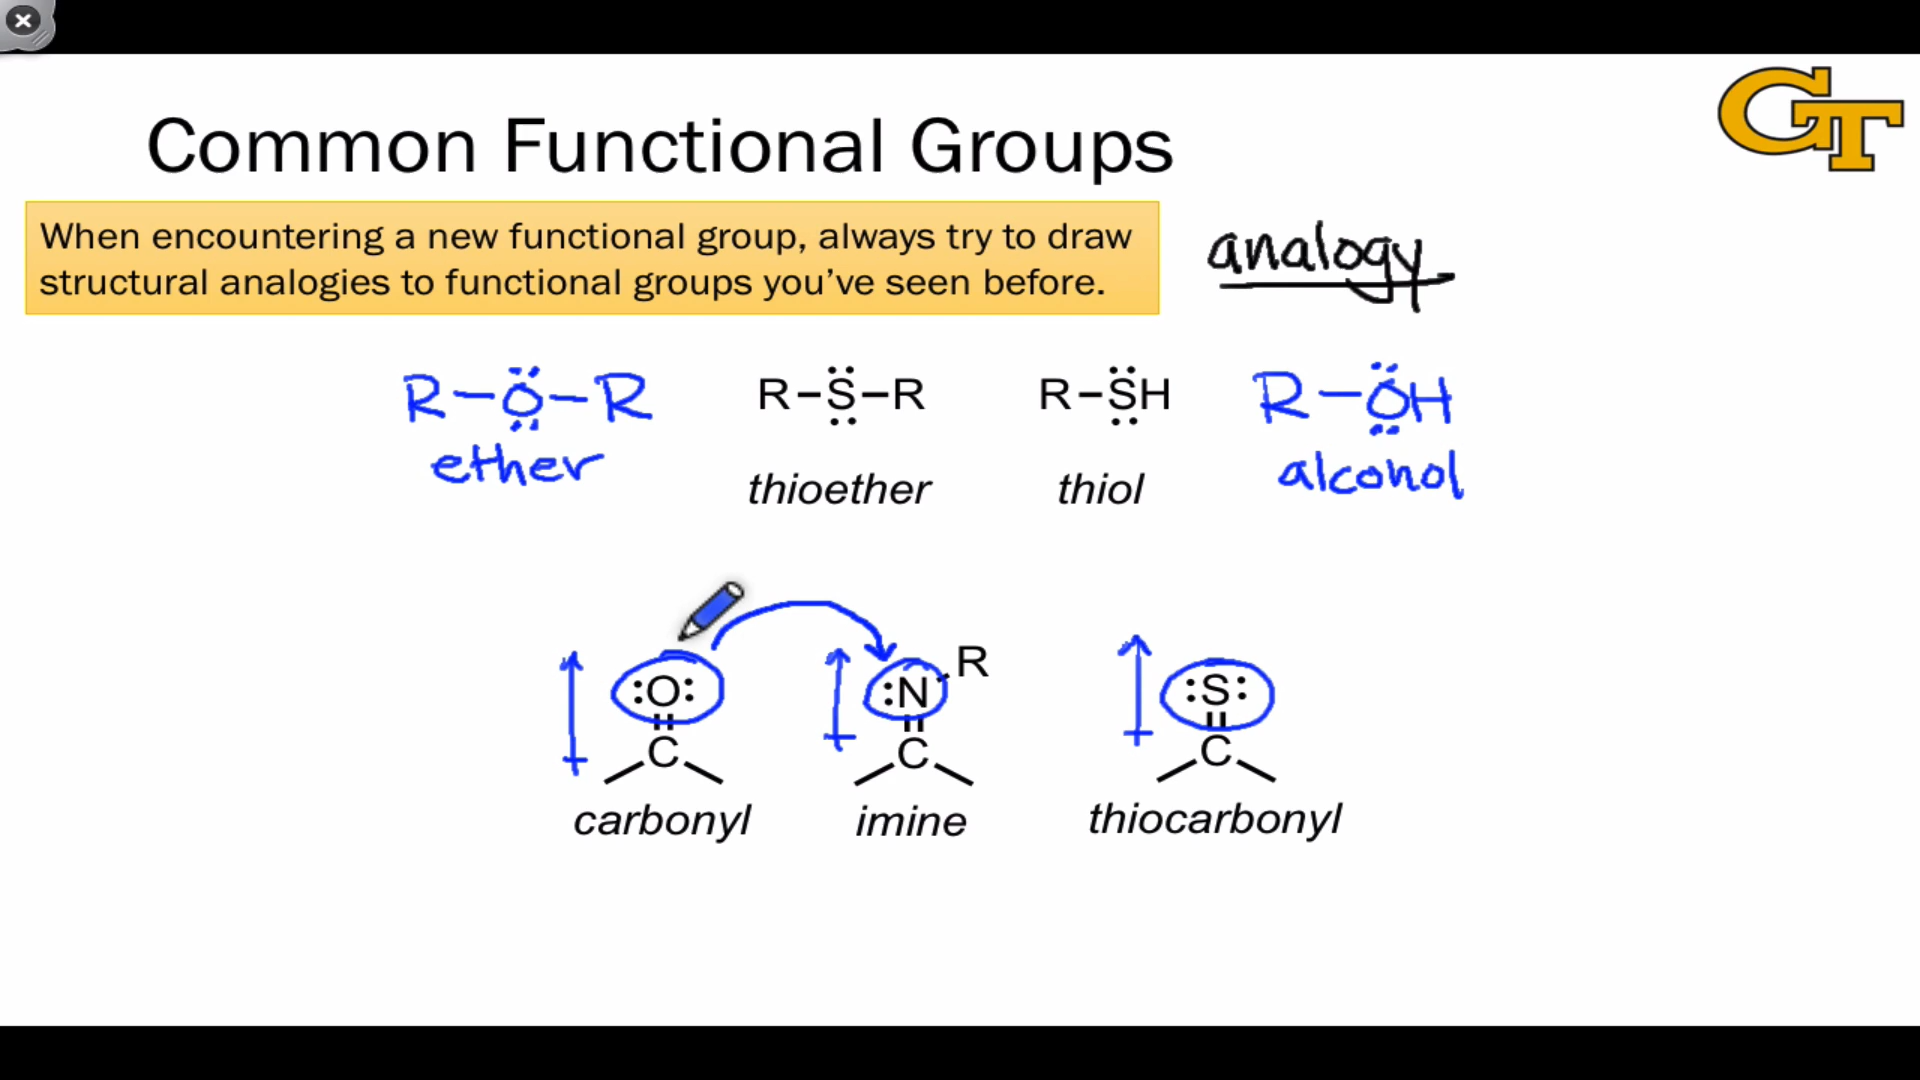 GT
Common Functional Groups
When encountering a new functional group, always try to draw
structural analogies to functional groups you've seen before.
analogy
R-Ö-R R-S-R R-SH R-ÖH
ether thioether thiol alcohol
R
:O: :N :S:
C C C
carbonyl imine thiocarbonyl